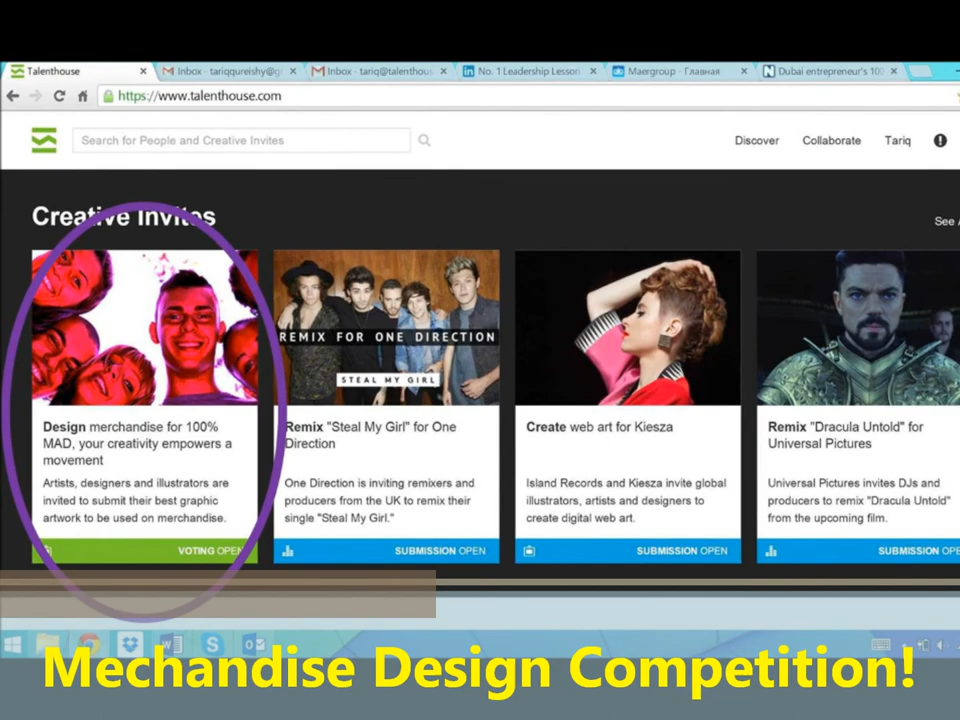 Talenthouse
Inbox - tariqqureishy@g
Inbox - tariq@talenthous
No. 1 Leadership Lesson
Maergroup - Главная
Dubai entrepreneur's 10
https://www.talenthouse.com
Search for People and Creative Invites
Discover
Collaborate
Tariq
Creative Invites
See
REMIX FOR ONE DIRECTION
STEAL MY GIRL
Design merchandise for 100%
MAD, your creativity empowers a
movement
Artists, designers and illustrators are
invited to submit their best graphic
artwork to be used on merchandise.
VOTING OPEN
Remix "Steal My Girl" for One
Direction
One Direction is inviting remixers and
producers from the UK to remix their
single "Steal My Girl."
SUBMISSION OPEN
Create web art for Kiesza
Island Records and Kiesza invite global
illustrators, artists and designers to
create digital web art.
SUBMISSION OPEN
Remix "Dracula Untold" for
Universal Pictures
Universal Pictures invites DJs and
producers to remix "Dracula Untold"
from the upcoming film.
SUBMISSION OPE
Mechandise Design Competition!